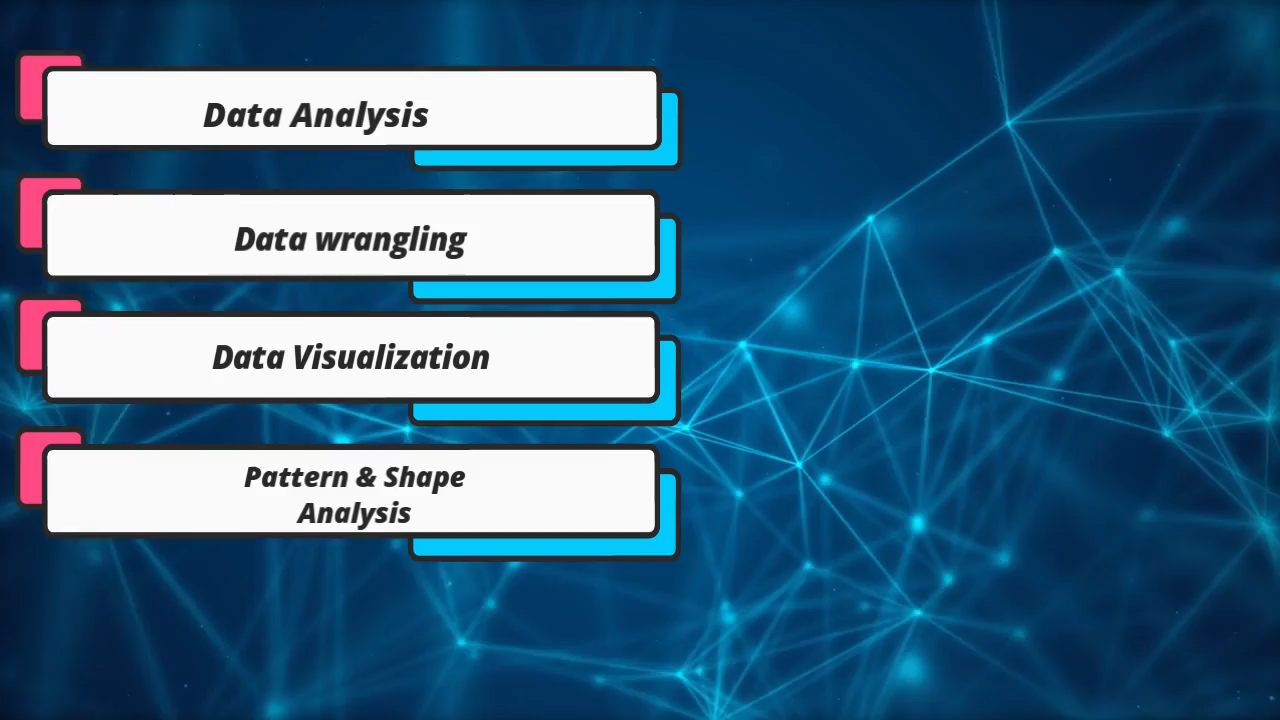 Data Analysis
Data wrangling
Data Visualization
Pattern & Shape
Analysis